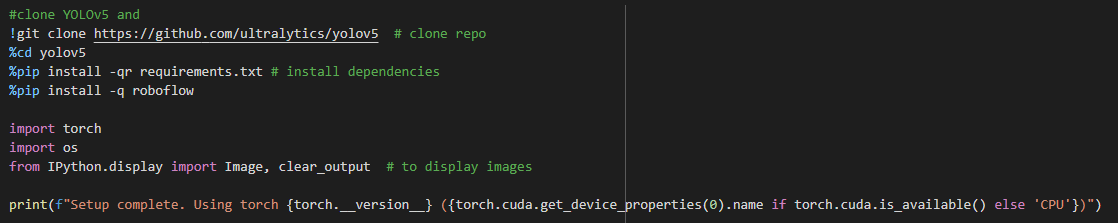 #clone YOLOv5 and
!git clone https://github.com/ultralytics/yolov5  # clone repo
%cd yolov5
%pip install -qr requirements.txt # install dependencies
%pip install -q roboflow
import torch
import os
from IPython.display import Image, clear_output  # to display images
print(f"Setup complete. Using torch {torch.__version__} ({torch.cuda.get_device_properties(0).name if torch.cuda.is_available() else 'CPU'})")